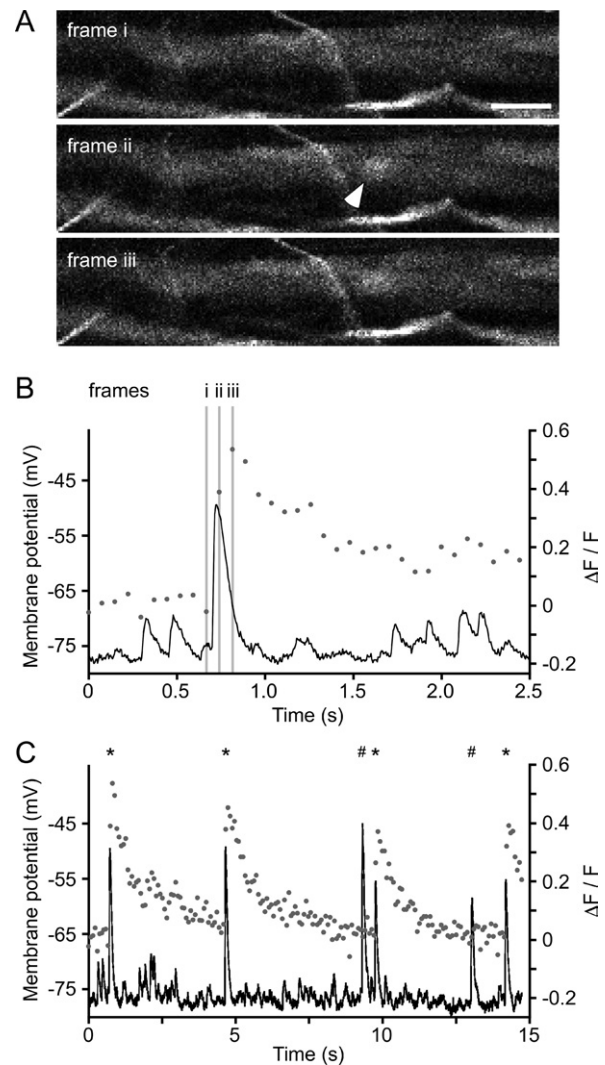 A
frame i
frame ii
frame iii
B
frames i ii iii
Membrane potential (mV)
-45
-55
-65
-75
0.6
0.4
0.2
0
-0.2
ΔF / F
0 0.5 1.0 1.5 2.0 2.5
Time (s)
C
* * # * # *
Membrane potential (mV)
-45
-55
-65
-75
0.6
0.4
0.2
0
-0.2
ΔF / F
0 5 10 15
Time (s)